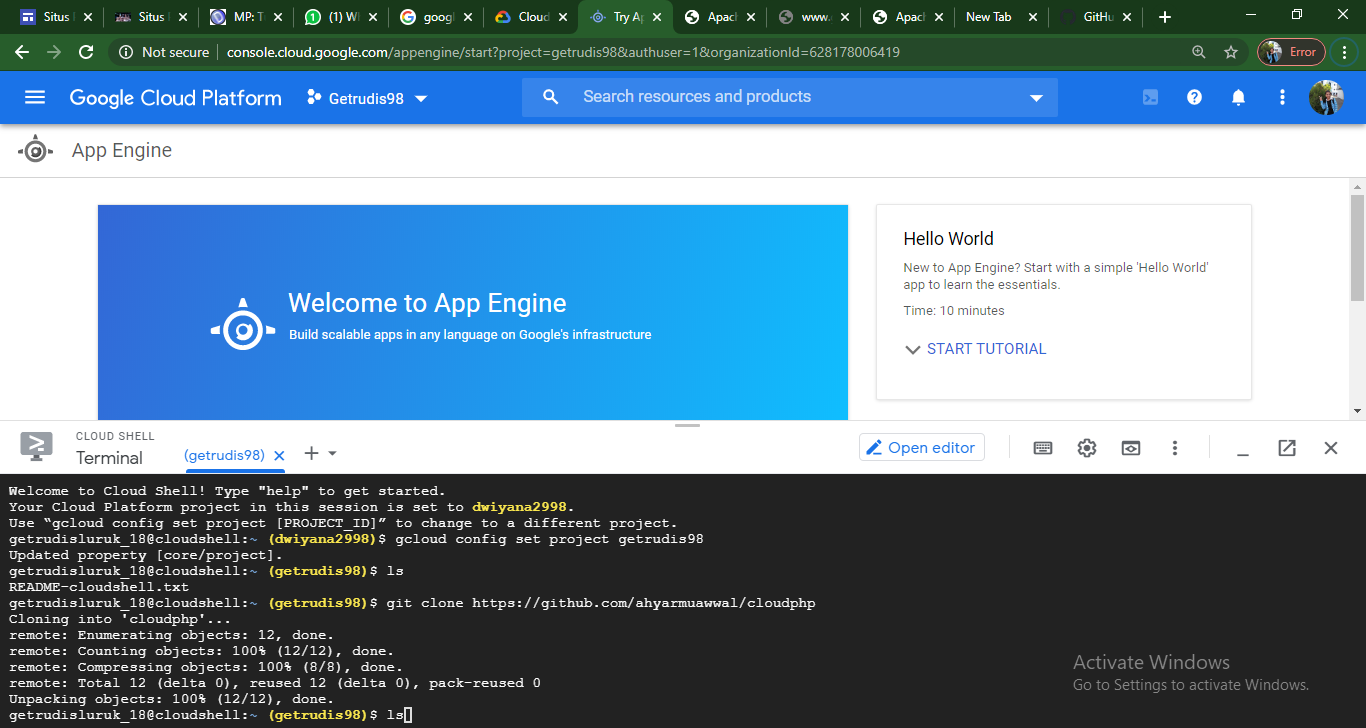 Situs
Situs
MP: T
(1) W
googl
Cloud
Try A
Apac
www.
Apac
New Tab
GitHu
Not secure
console.cloud.google.com/appengine/start?project=getrudis98&authuser=1&organizationId=628178006419
Error
Google Cloud Platform
Getrudis98
Search resources and products
App Engine
Welcome to App Engine
Build scalable apps in any language on Google's infrastructure
Hello World
New to App Engine? Start with a simple 'Hello World'
app to learn the essentials.
Time: 10 minutes
START TUTORIAL
CLOUD SHELL
Terminal
(getrudis98)
Open editor
Welcome to Cloud Shell! Type "help" to get started.
Your Cloud Platform project in this session is set to dwiyana2998.
Use “gcloud config set project [PROJECT_ID]” to change to a different project.
getrudisluruk_18@cloudshell:~ (dwiyana2998)$ gcloud config set project getrudis98
Updated property [core/project].
getrudisluruk_18@cloudshell:~ (getrudis98)$ ls
README-cloudshell.txt
getrudisluruk_18@cloudshell:~ (getrudis98)$ git clone https://github.com/ahyarmuawwal/cloudphp
Cloning into 'cloudphp'...
remote: Enumerating objects: 12, done.
remote: Counting objects: 100% (12/12), done.
remote: Compressing objects: 100% (8/8), done.
remote: Total 12 (delta 0), reused 12 (delta 0), pack-reused 0
Unpacking objects: 100% (12/12), done.
getrudisluruk_18@cloudshell:~ (getrudis98)$ ls
Activate Windows
Go to Settings to activate Windows.